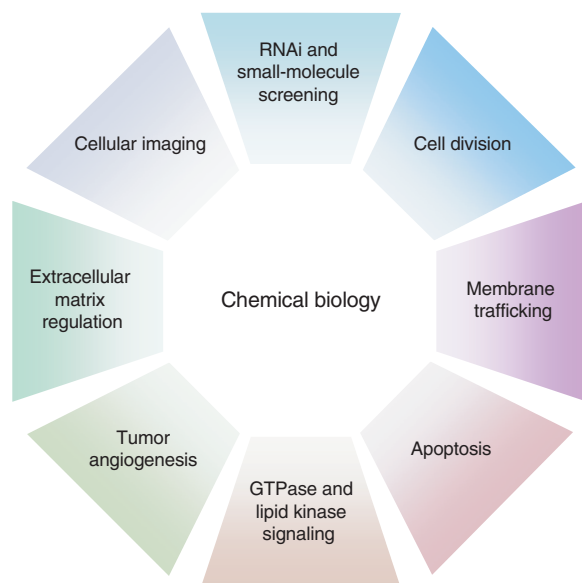 RNAi and
small-molecule
screening
Cell division
Membrane
trafficking
Apoptosis
GTPase and
lipid kinase
signaling
Tumor
angiogenesis
Extracellular
matrix
regulation
Cellular imaging
Chemical biology